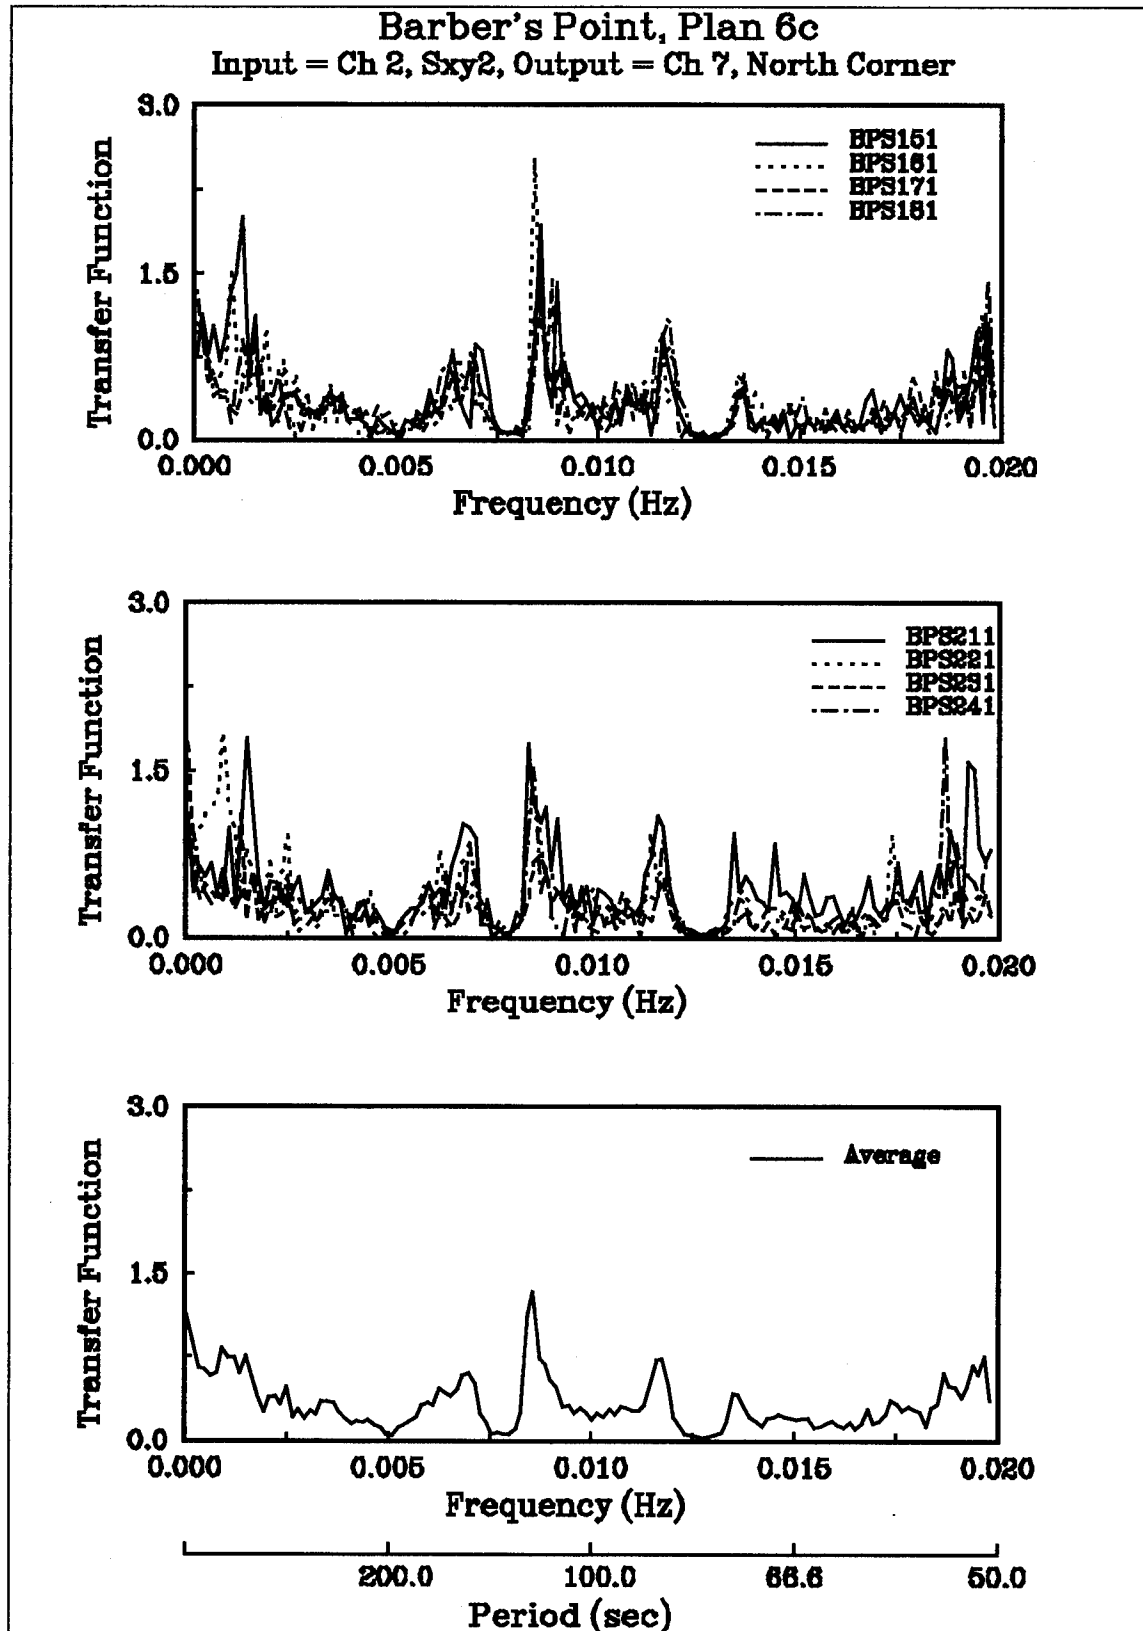 Barber's Point, Plan 6c
Input = Ch 2, Sxy2, Output = Ch 7, North Corner
3.0
1.5
0.0
Transfer Function
BPS151
BPS161
BPS171
BPS181
0.000 0.005 0.010 0.015 0.020
Frequency (Hz)
3.0
1.5
0.0
Transfer Function
BPS211
BPS221
BPS231
BPS241
0.000 0.005 0.010 0.015 0.020
Frequency (Hz)
3.0
1.5
0.0
Transfer Function
Average
0.000 0.005 0.010 0.015 0.020
Frequency (Hz)
200.0 100.0 66.6 50.0
Period (sec)